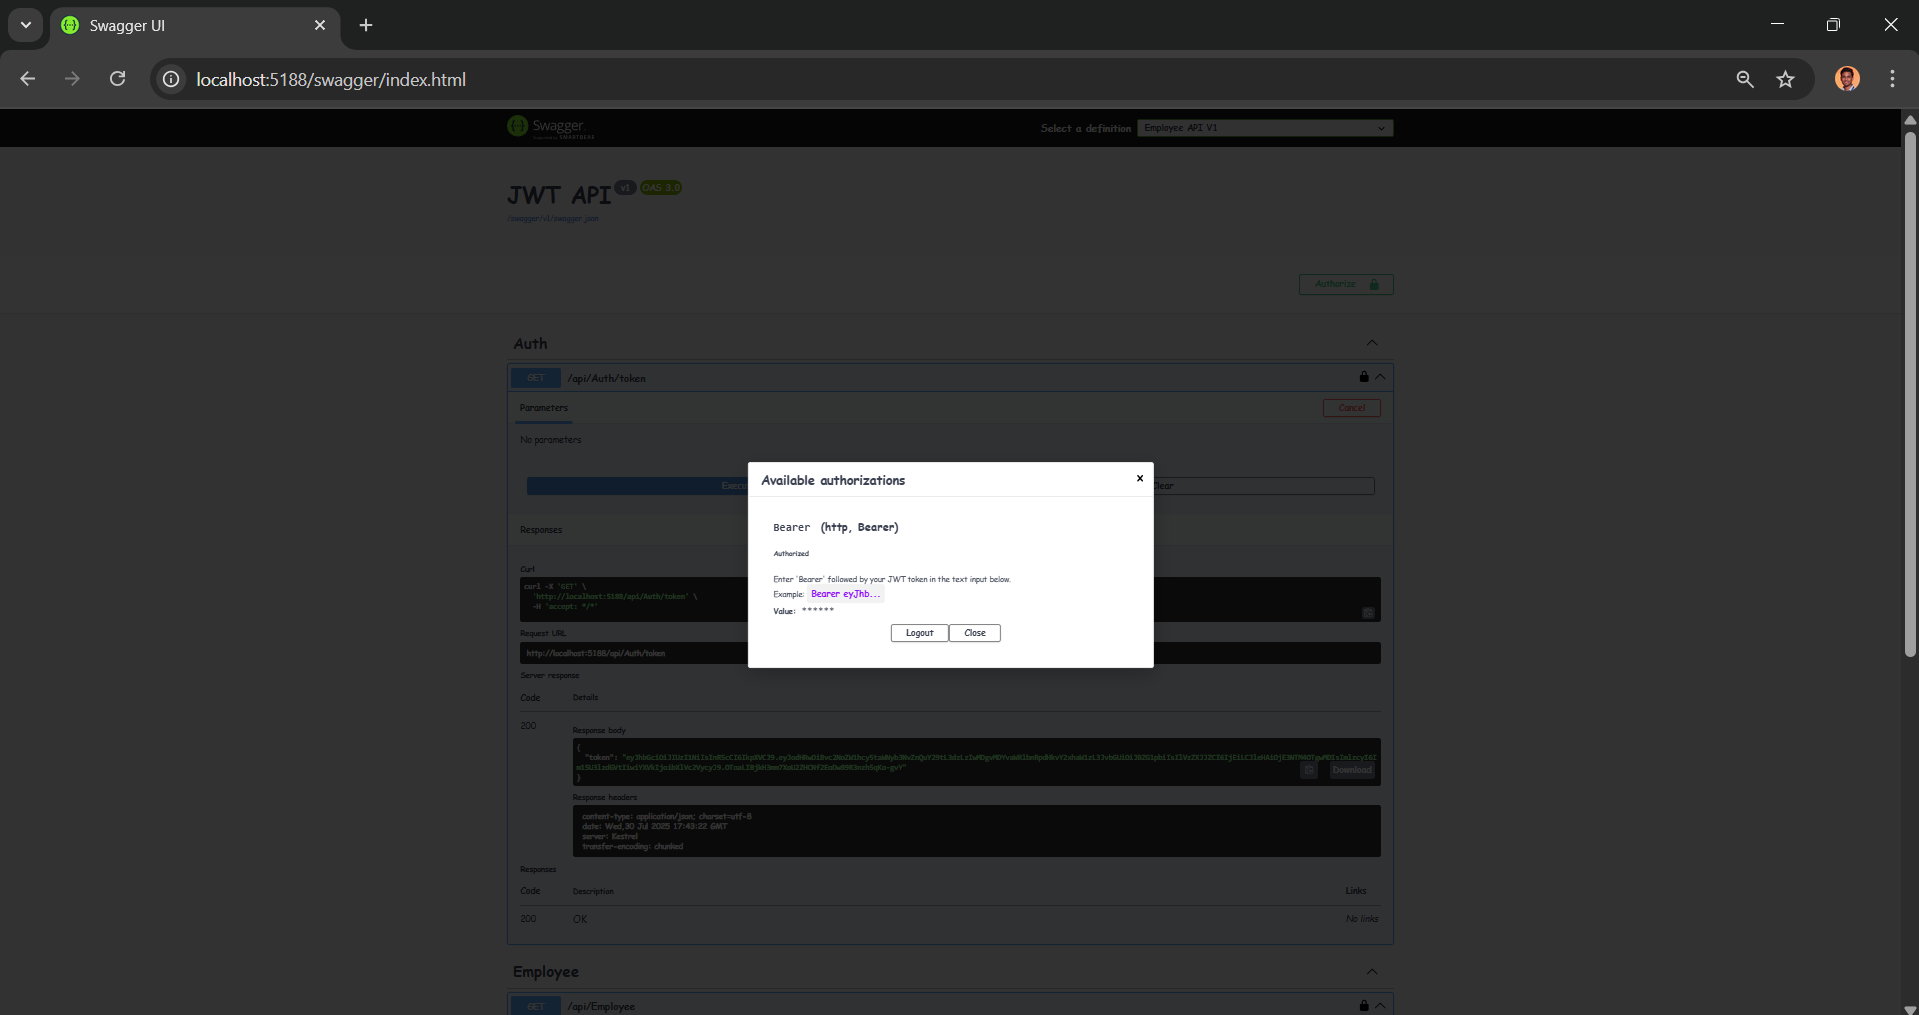 Swagger UI
localhost:5188/swagger/index.html
Swagger
Select a definition
Employee API V1
JWT API v1 OAS 3.0
/swagger/v1/swagger.json
Authorize
Auth
GET /api/Auth/token
Parameters
Cancel
No parameters
Clear
Available authorizations
Bearer (http, Bearer)
Authorized
Enter 'Bearer' followed by your JWT token in the text input below.
Example: Bearer eyJhb...
Value: ******
Logout
Close
Responses
Curl
curl -X 'GET' \
'http://localhost:5188/api/Auth/token' \
-H 'accept: */*'
Request URL
http://localhost:5188/api/Auth/token
Server response
Code Details
200
Response body
{
"token":
}
Download
Response headers
content-type: application/json; charset=utf-8
date: Wed,30 Jul 2025 17:43:22 GMT
server: Kestrel
transfer-encoding: chunked
Responses
Code Description Links
200 OK No links
Employee
GET /api/Employee